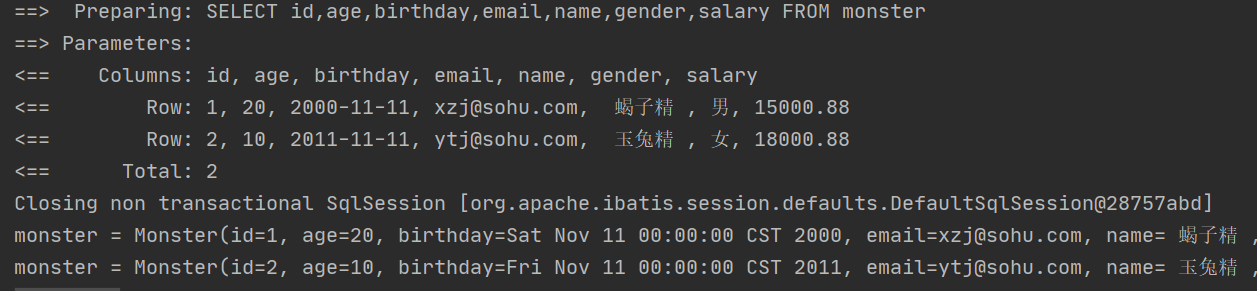 ==>  Preparing: SELECT id,age,birthday,email,name,gender,salary FROM monster
==> Parameters: 
<==    Columns: id, age, birthday, email, name, gender, salary
<==        Row: 1, 20, 2000-11-11, xzj@sohu.com,  蝎子精 , 男, 15000.88
<==        Row: 2, 10, 2011-11-11, ytj@sohu.com,  玉兔精 , 女, 18000.88
<==      Total: 2
Closing non transactional SqlSession [org.apache.ibatis.session.defaults.DefaultSqlSession@28757abd]
monster = Monster(id=1, age=20, birthday=Sat Nov 11 00:00:00 CST 2000, email=xzj@sohu.com, name= 蝎子精 ,
monster = Monster(id=2, age=10, birthday=Fri Nov 11 00:00:00 CST 2011, email=ytj@sohu.com, name= 玉兔精 ,